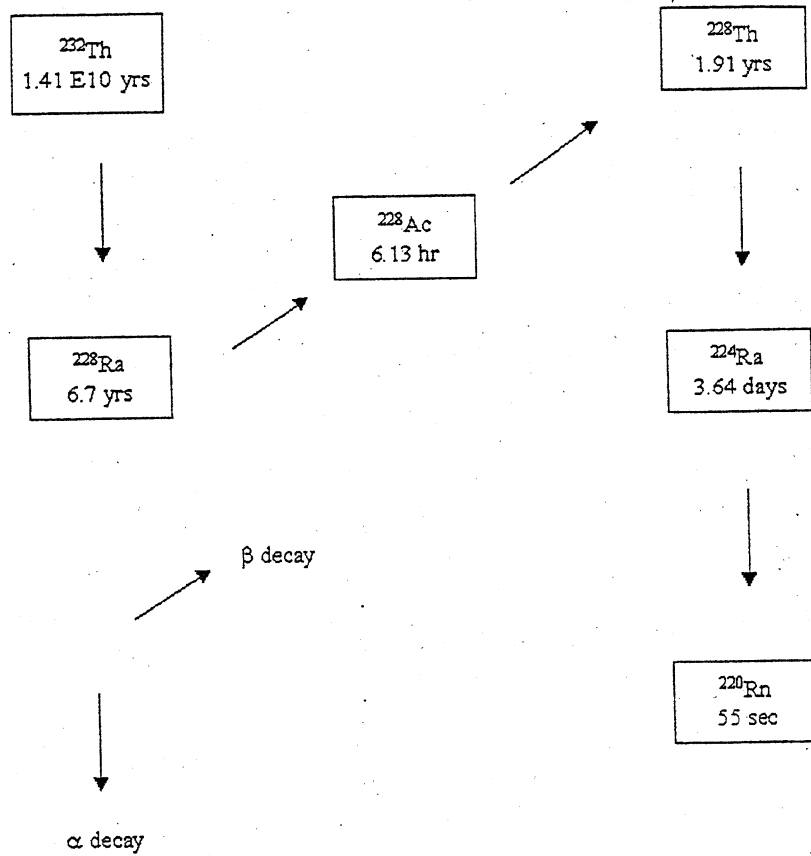 ²³²Th
1.41 E10 yrs
²²⁸Th
1.91 yrs
²²⁸Ac
6.13 hr
²²⁸Ra
6.7 yrs
²²⁴Ra
3.64 days
β decay
²²⁰Rn
55 sec
α decay